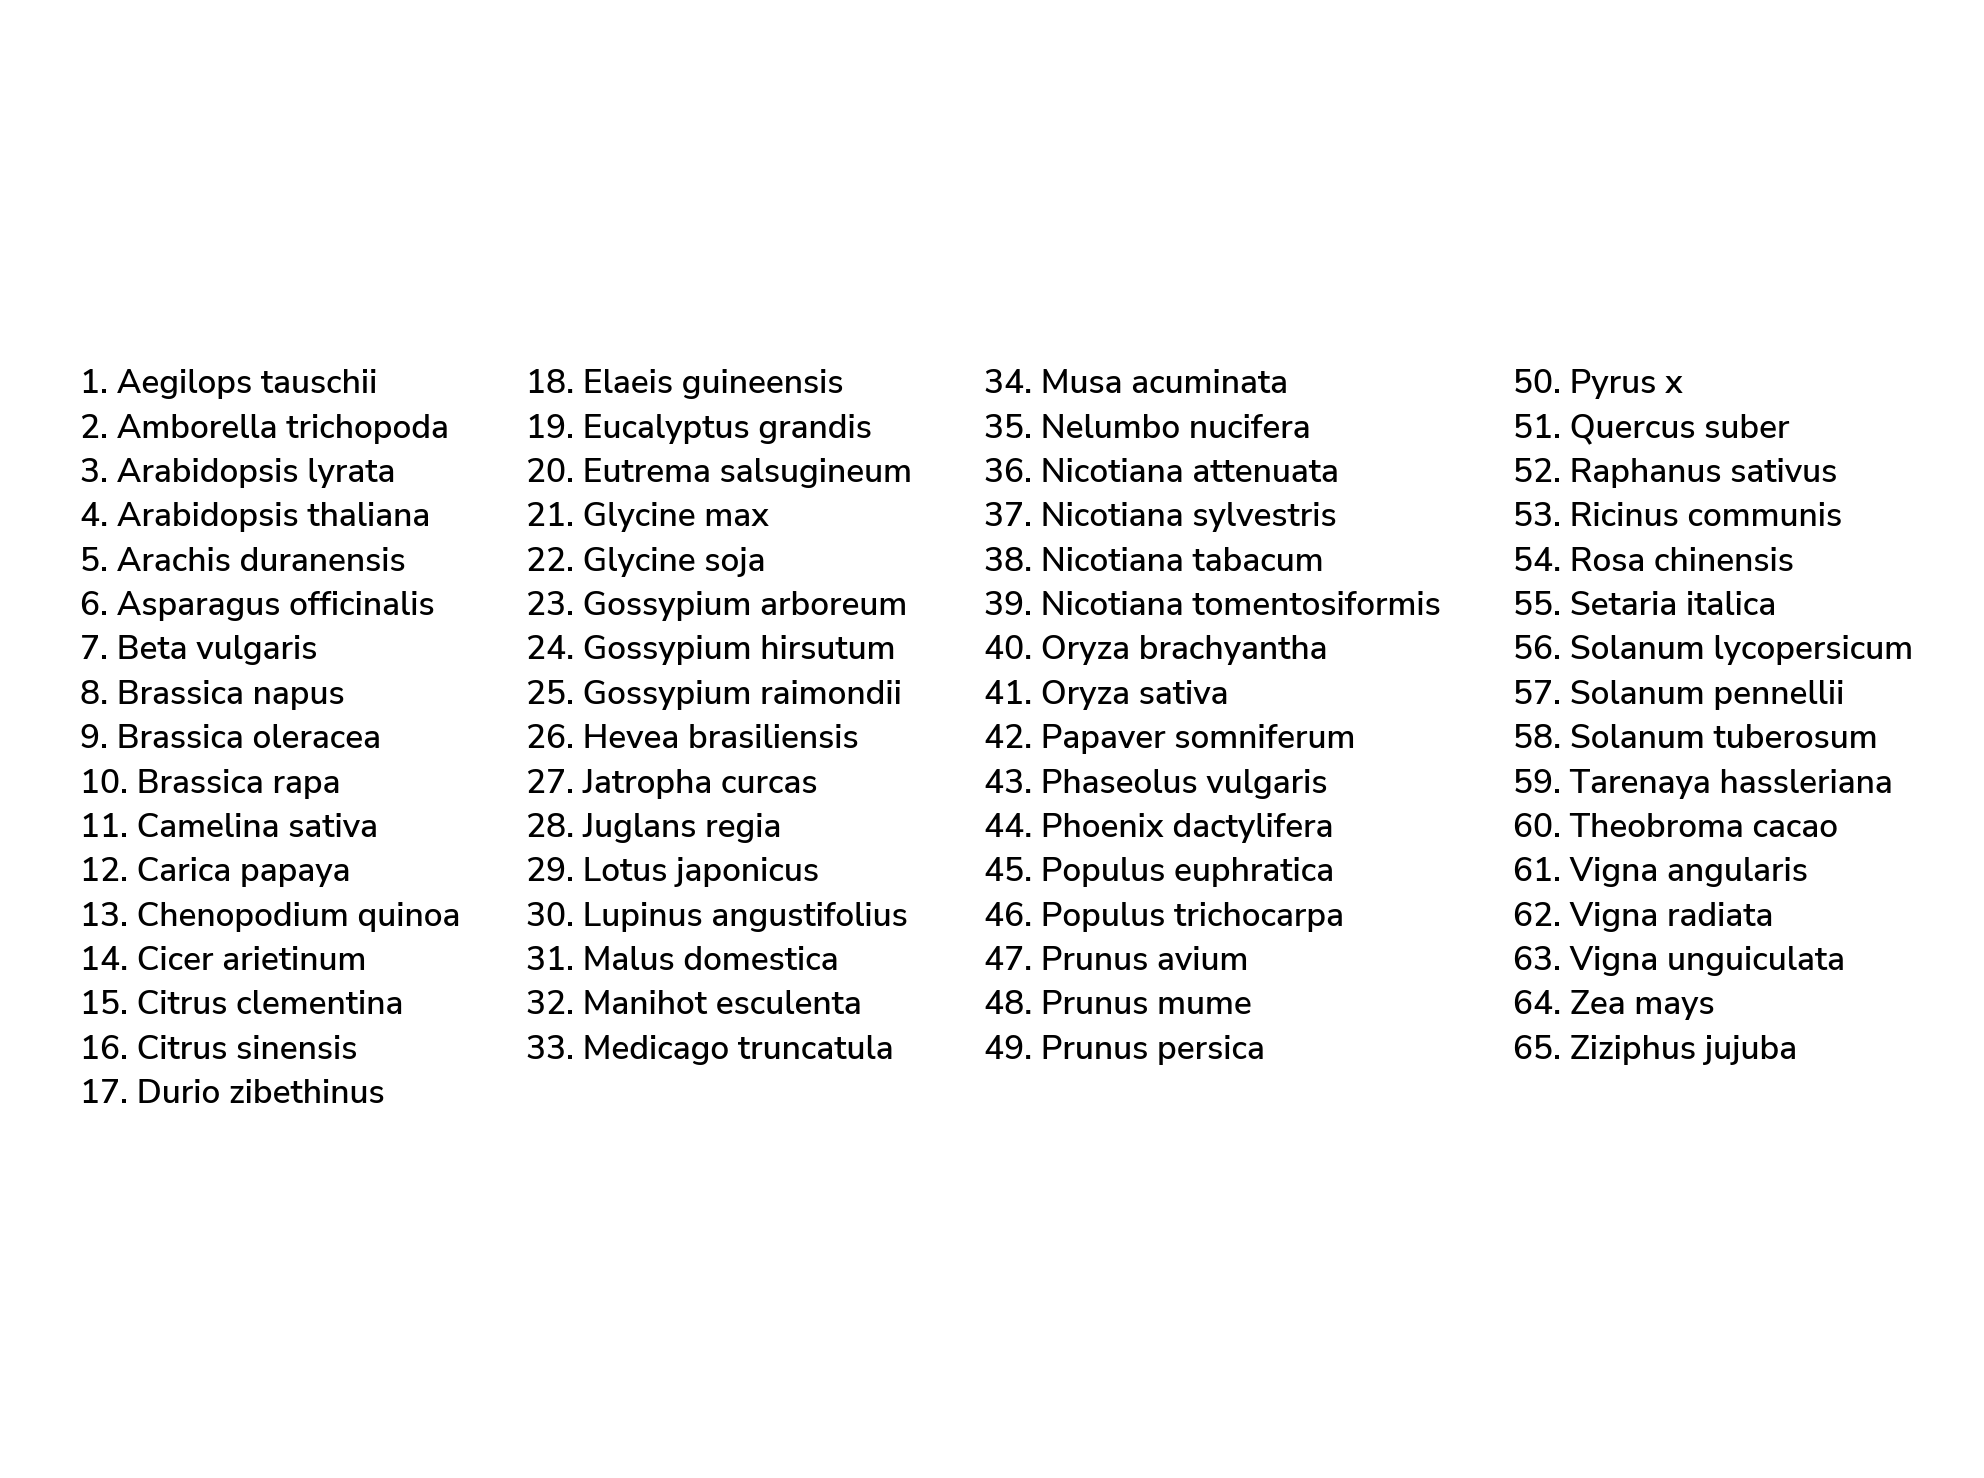 1. Aegilops tauschii
2. Amborella trichopoda
3. Arabidopsis lyrata
4. Arabidopsis thaliana
5. Arachis duranensis
6. Asparagus officinalis
7. Beta vulgaris
8. Brassica napus
9. Brassica oleracea
10. Brassica rapa
11. Camelina sativa
12. Carica papaya
13. Chenopodium quinoa
14. Cicer arietinum
15. Citrus clementina
16. Citrus sinensis
17. Durio zibethinus
18. Elaeis guineensis
19. Eucalyptus grandis
20. Eutrema salsugineum
21. Glycine max
22. Glycine soja
23. Gossypium arboreum
24. Gossypium hirsutum
25. Gossypium raimondii
26. Hevea brasiliensis
27. Jatropha curcas
28. Juglans regia
29. Lotus japonicus
30. Lupinus angustifolius
31. Malus domestica
32. Manihot esculenta
33. Medicago truncatula
34. Musa acuminata
35. Nelumbo nucifera
36. Nicotiana attenuata
37. Nicotiana sylvestris
38. Nicotiana tabacum
39. Nicotiana tomentosiformis
40. Oryza brachyantha
41. Oryza sativa
42. Papaver somniferum
43. Phaseolus vulgaris
44. Phoenix dactylifera
45. Populus euphratica
46. Populus trichocarpa
47. Prunus avium
48. Prunus mume
49. Prunus persica
50. Pyrus x
51. Quercus suber
52. Raphanus sativus
53. Ricinus communis
54. Rosa chinensis
55. Setaria italica
56. Solanum lycopersicum
57. Solanum pennellii
58. Solanum tuberosum
59. Tarenaya hassleriana
60. Theobroma cacao
61. Vigna angularis
62. Vigna radiata
63. Vigna unguiculata
64. Zea mays
65. Ziziphus jujuba